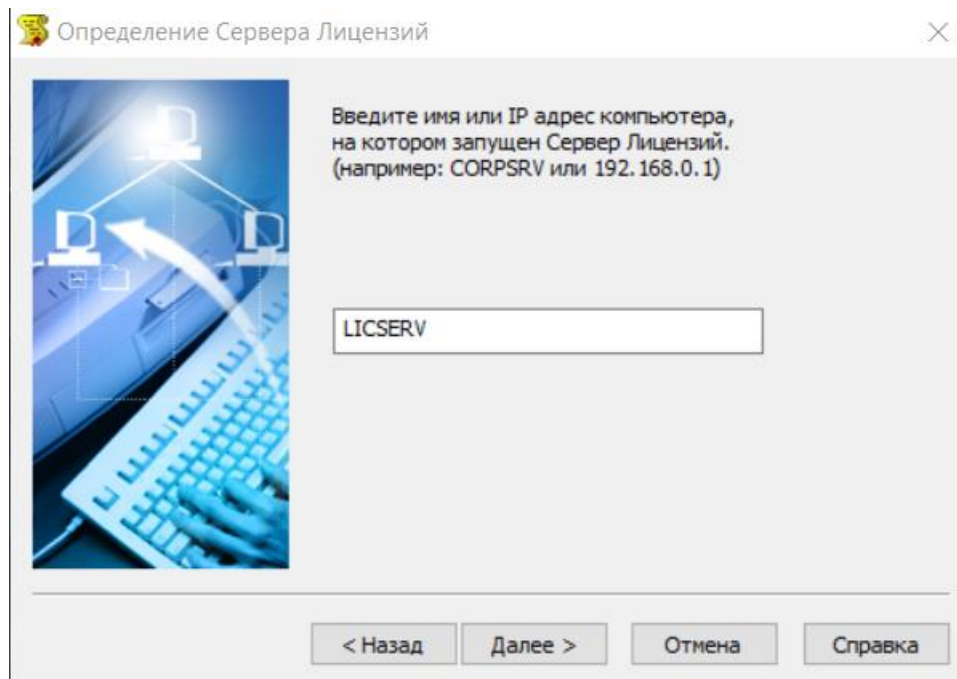 Определение Сервера Лицензий
Введите имя или IP адрес компьютера,
на котором запущен Сервер Лицензий.
(например: CORPSRV или 192.168.0.1)
LICSERV
< Назад
Далее >
Отмена
Справка